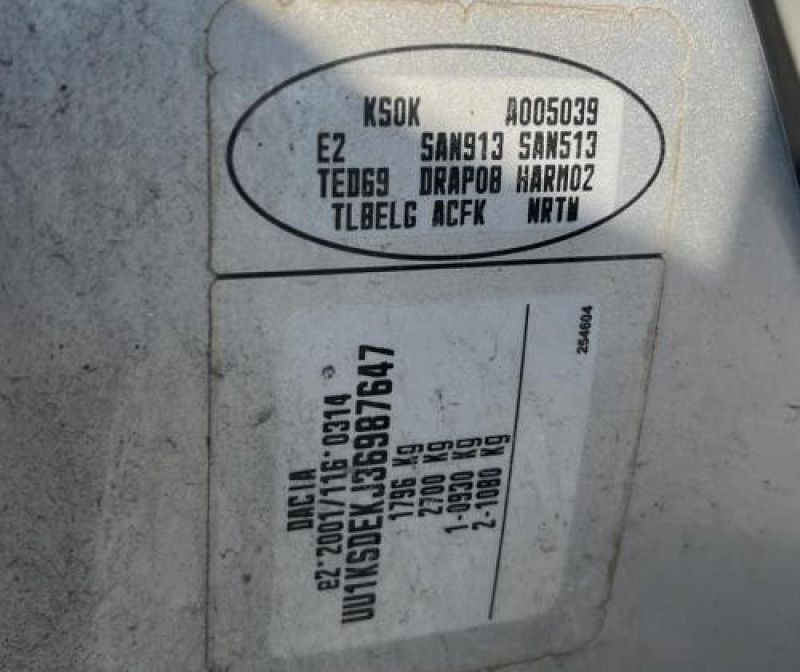 KSOK A005039
E2 SAN913 SAN513
TED69 DRAP08 HARM02
TLBELG ACFK NRTW
DACIA
e2*2001/116*0314
UU1KSDEKJ36987647
1796 Kg
2700 Kg
1-0930 Kg
2-1080 Kg
254604